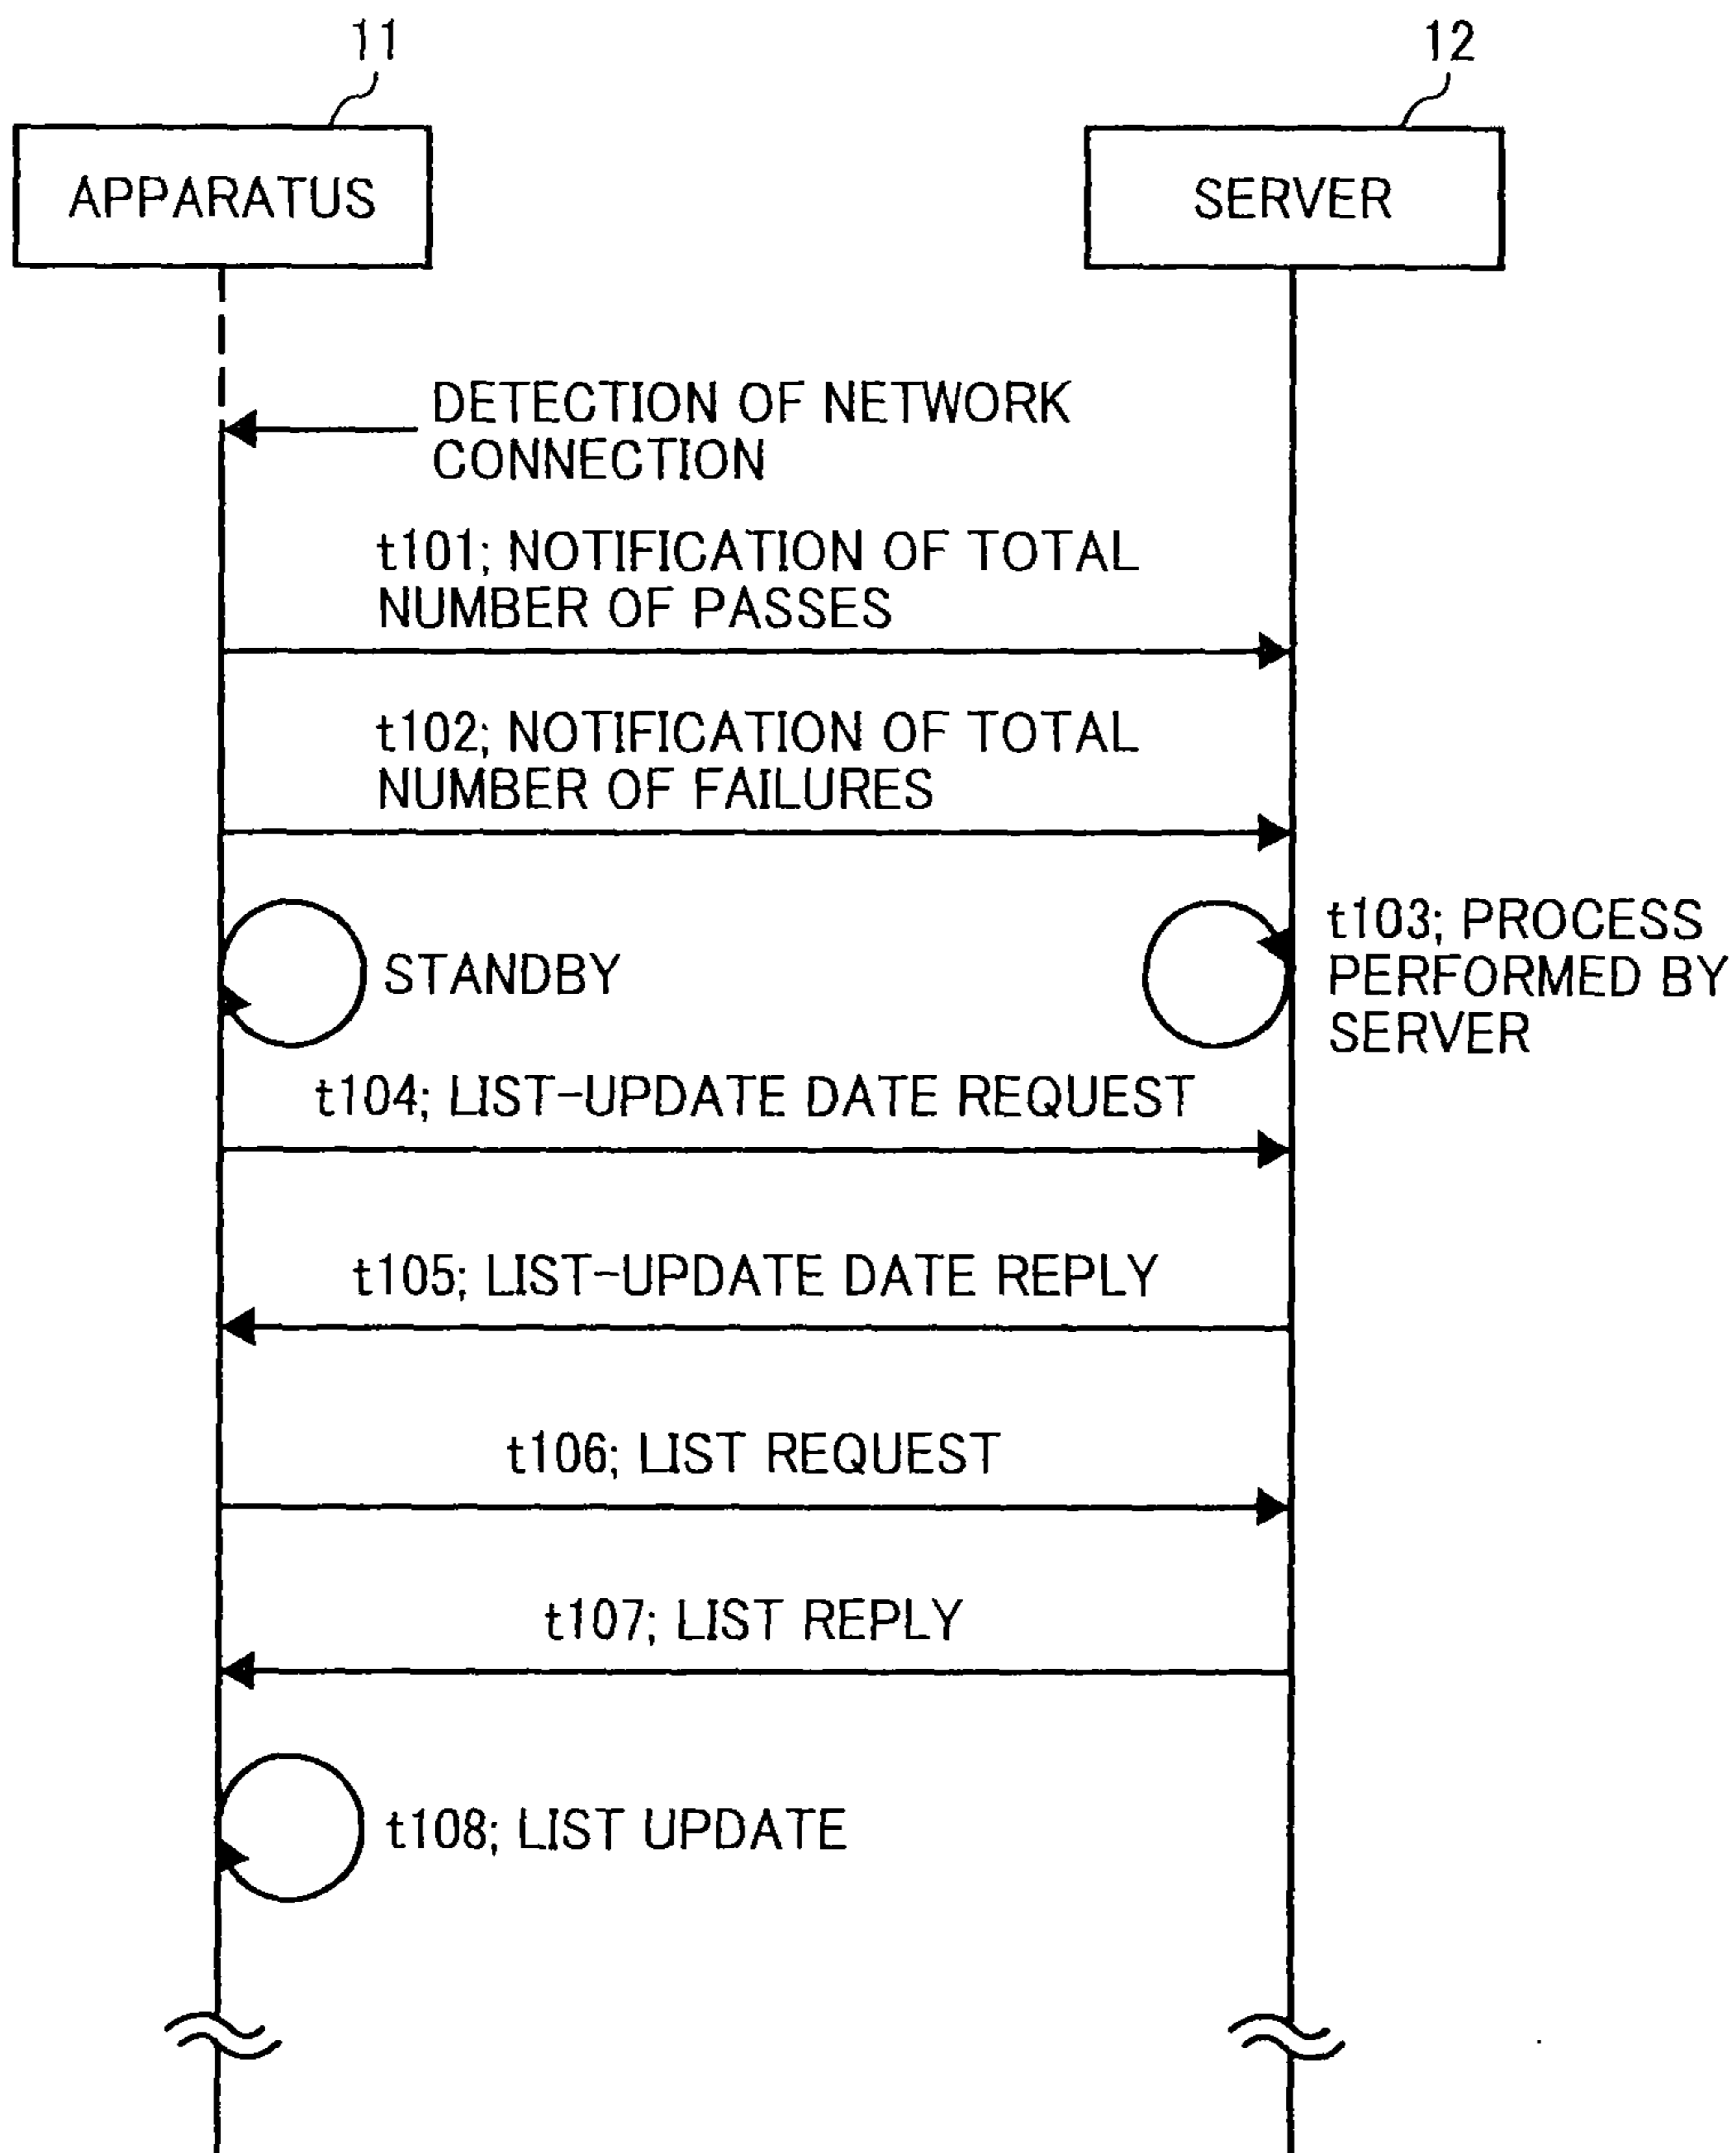 11
12
APPARATUS
SERVER
DETECTION OF NETWORK
CONNECTION
t101; NOTIFICATION OF TOTAL
NUMBER OF PASSES
t102; NOTIFICATION OF TOTAL
NUMBER OF FAILURES
STANDBY
t103; PROCESS
PERFORMED BY
SERVER
t104; LIST-UPDATE DATE REQUEST
t105; LIST-UPDATE DATE REPLY
t106; LIST REQUEST
t107; LIST REPLY
t108; LIST UPDATE